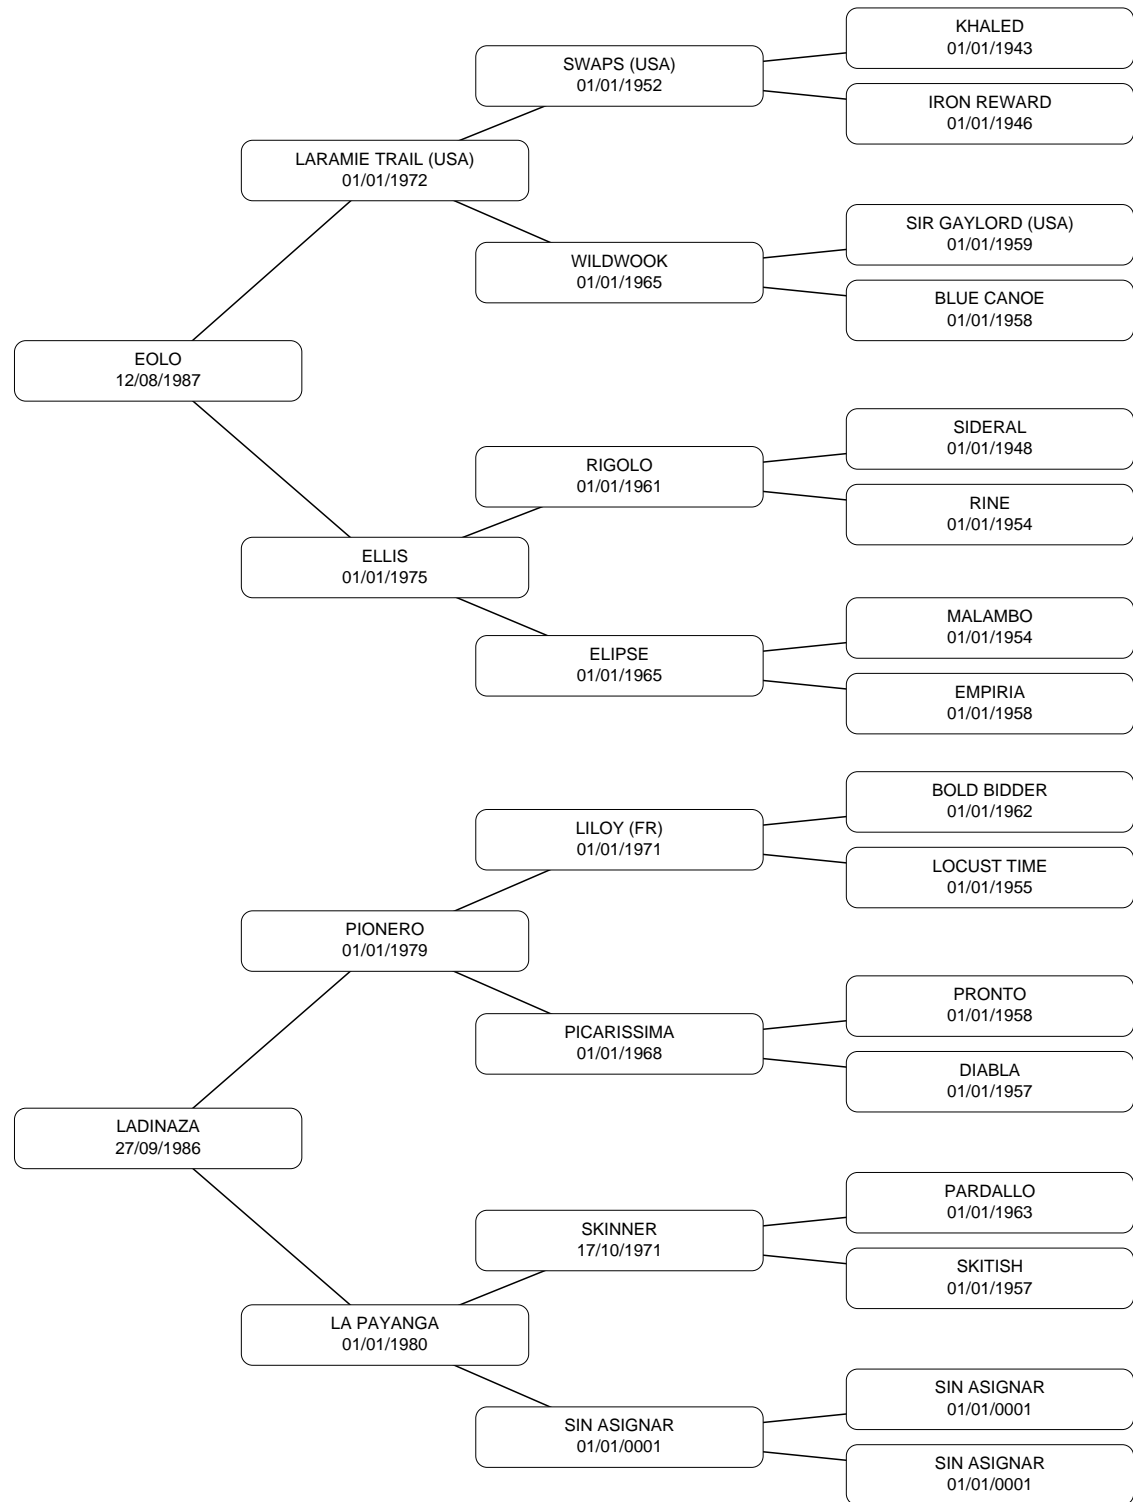 KHALED
01/01/1943
SWAPS (USA)
01/01/1952
IRON REWARD
01/01/1946
LARAMIE TRAIL (USA)
01/01/1972
SIR GAYLORD (USA)
01/01/1959
WILDWOOK
01/01/1965
BLUE CANOE
01/01/1958
EOLO
12/08/1987
SIDERAL
01/01/1948
RIGOLO
01/01/1961
RINE
01/01/1954
ELLIS
01/01/1975
MALAMBO
01/01/1954
ELIPSE
01/01/1965
EMPIRIA
01/01/1958
BOLD BIDDER
01/01/1962
LILOY (FR)
01/01/1971
LOCUST TIME
01/01/1955
PIONERO
01/01/1979
PRONTO
01/01/1958
PICARISSIMA
01/01/1968
DIABLA
01/01/1957
LADINAZA
27/09/1986
PARDALLO
01/01/1963
SKINNER
17/10/1971
SKITISH
01/01/1957
LA PAYANGA
01/01/1980
SIN ASIGNAR
01/01/0001
SIN ASIGNAR
01/01/0001
SIN ASIGNAR
01/01/0001